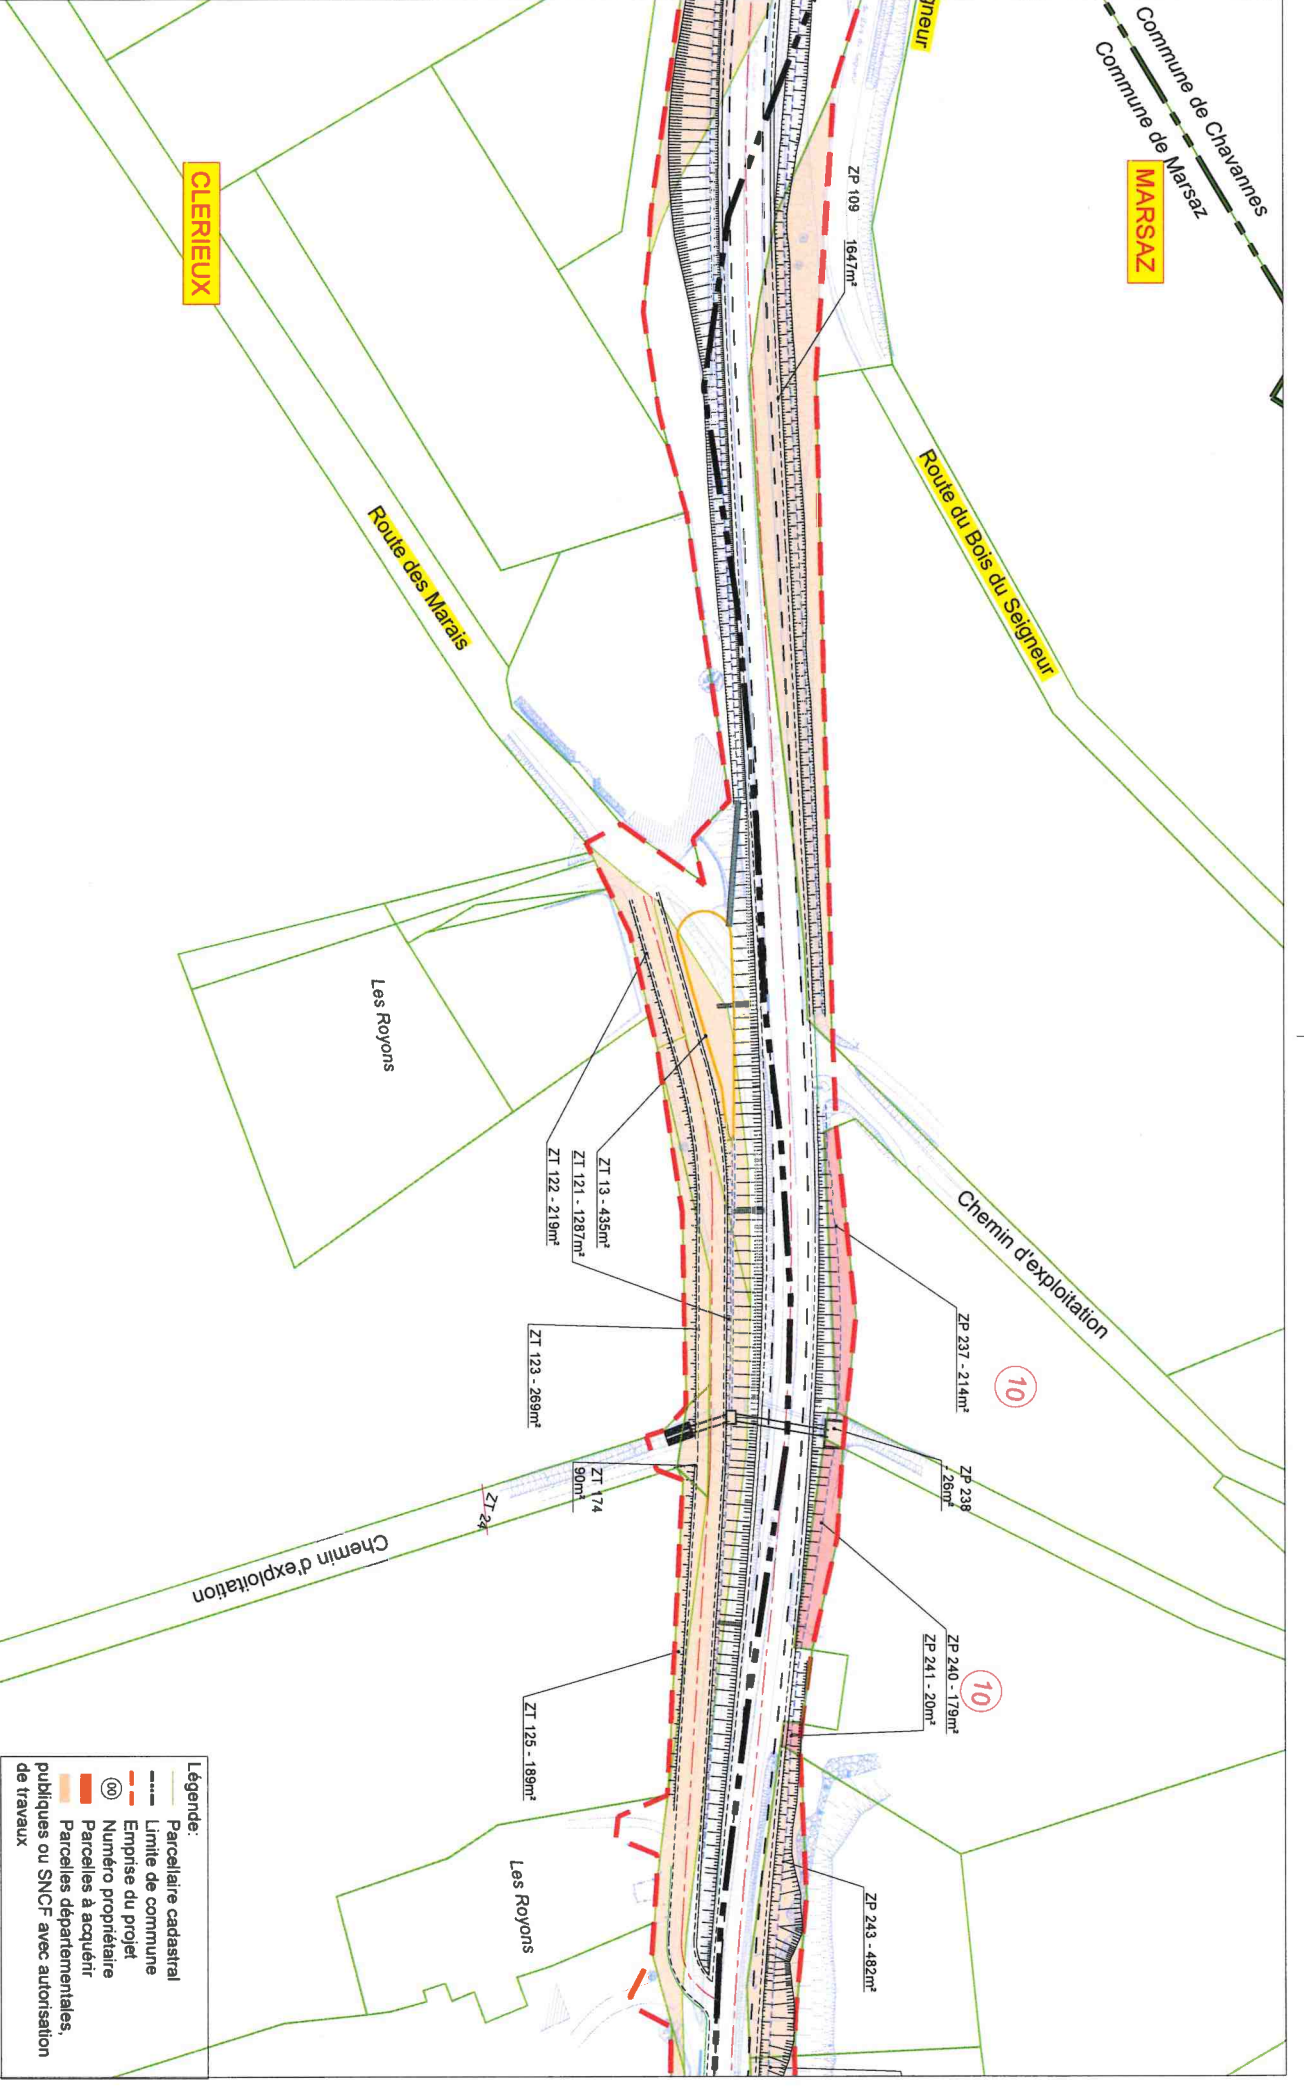 gneur
Commune de Chavannes
Commune de Marsaz
MARSAZ
CLERIEUX
ZP 109 1647m²
Route du Bois du Seigneur
Route des Marais
Les Royons
Chemin d'exploitation
ZT 13 - 435m²
ZT 121 - 1287m²
ZT 122 - 219m²
ZP 237 - 214m²
10
ZT 123 - 269m²
ZP 238
- 26m²
ZT 174
90m²
ZT 24
Chemin d'exploitation
ZP 240 - 179m²
ZP 241 - 20m²
10
ZT 125 - 189m²
ZP 243 - 482m²
Les Royons
Légende:
Parcellaire cadastral
Limite de commune
Emprise du projet
00 Numéro propriétaire
Parcelles à acquérir
Parcelles départementales,
publiques ou SNCF avec autorisation
de travaux